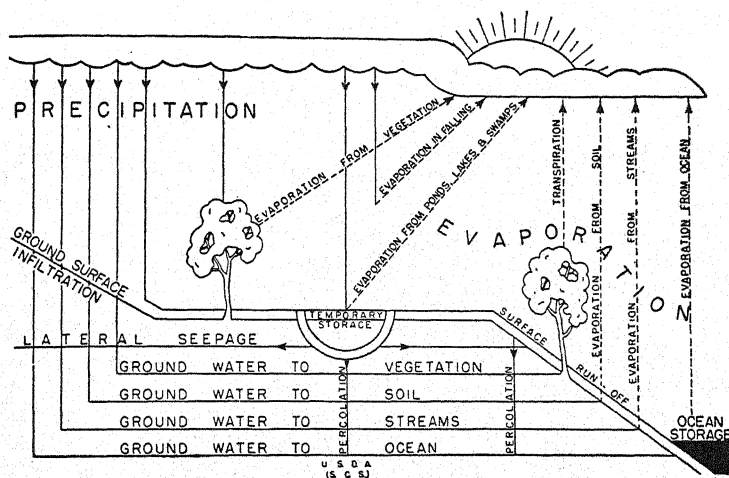 PRECIPITATION
EVAPORATION FROM VEGETATION
EVAPORATION IN FALLING
EVAPORATION FROM PONDS, LAKES & SWAMPS
TRANSPIRATION
EVAPORATION FROM SOIL
EVAPORATION FROM STREAMS
EVAPORATION FROM OCEAN
EVAPORATION
GROUND SURFACE
INFILTRATION
TEMPORARY
STORAGE
SURFACE RUN-OFF
LATERAL SEEPAGE
GROUND WATER TO VEGETATION
GROUND WATER TO SOIL
GROUND WATER TO STREAMS
GROUND WATER TO OCEAN
PERCOLATION
PERCOLATION
OCEAN
STORAGE
U.S.D.A
(S.C.S.)